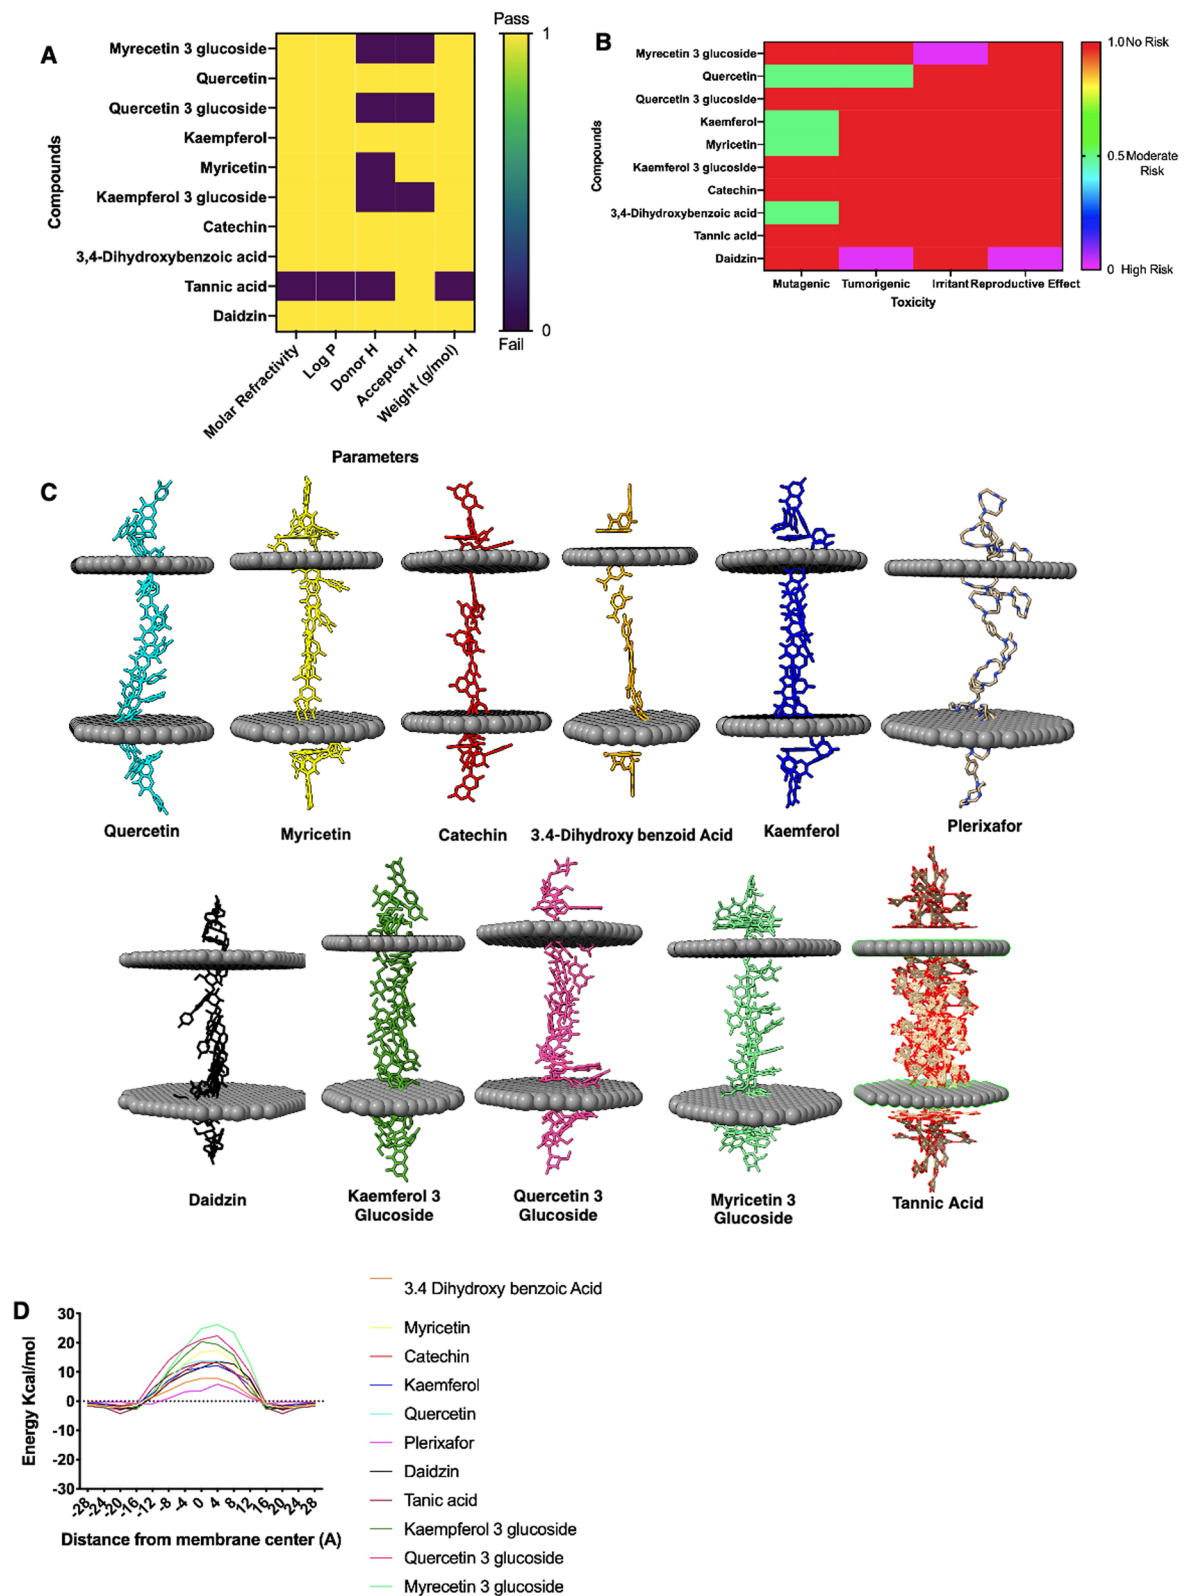 A
Pass
1
0
Fail
Compounds
Myrecetin 3 glucoside
Quercetin
Quercetin 3 glucoside
Kaempferol
Myricetin
Kaempferol 3 glucoside
Catechin
3,4-Dihydroxybenzoic acid
Tannic acid
Daidzin
Molar Refractivity
Log P
Donor H
Acceptor H
Weight (g/mol)
Parameters
B
Compounds
Myrecetin 3 glucoside
Quercetin
Quercetin 3 glucoside
Kaemferol
Myricetin
Kaemferol 3 glucoside
Catechin
3,4-Dihydroxybenzoic acid
Tannic acid
Daidzin
Mutagenic Tumorigenic Irritant Reproductive Effect
Toxicity
1.0 No Risk
0.5 Moderate
Risk
0 High Risk
C
Quercetin
Myricetin
Catechin
3.4-Dihydroxy benzoid Acid
Kaemferol
Plerixafor
Daidzin
Kaemferol 3
Glucoside
Quercetin 3
Glucoside
Myricetin 3
Glucoside
Tannic Acid
D
Energy Kcal/mol
30
20
10
0
-10
-20
-30
-28 -24 -20 -16 -12 -8 -4 0 4 8 12 16 20 24 28
Distance from membrane center (A)
3.4 Dihydroxy benzoic Acid
Myricetin
Catechin
Kaemferol
Quercetin
Plerixafor
Daidzin
Tanic acid
Kaempferol 3 glucoside
Quercetin 3 glucoside
Myrecetin 3 glucoside